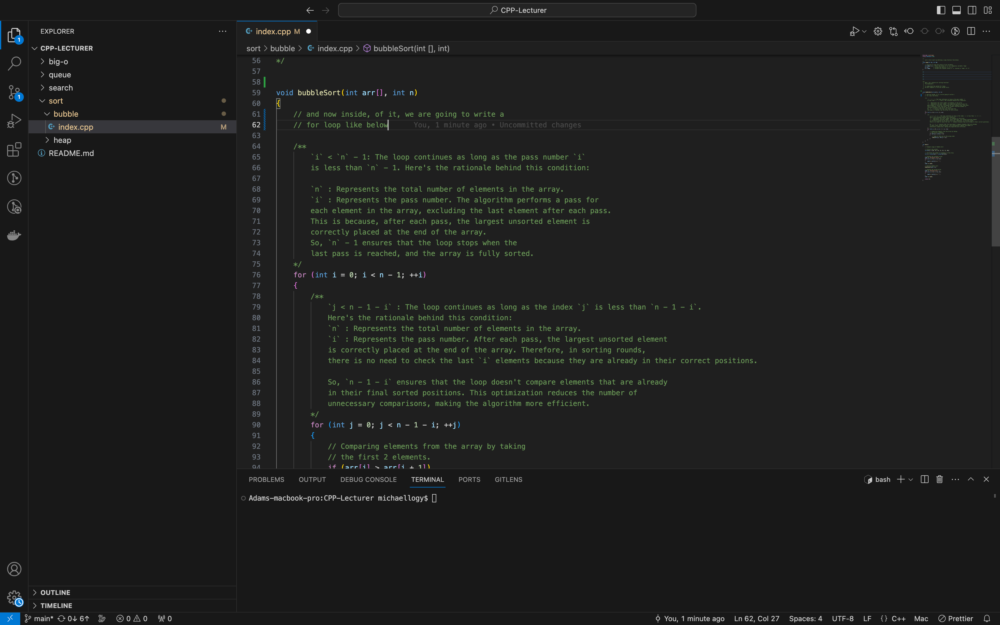 CPP-Lecturer
EXPLORER
CPP-LECTURER
big-o
queue
search
sort
bubble
index.cpp M
heap
README.md
OUTLINE
TIMELINE
1
1
index.cpp M
sort > bubble > index.cpp > bubbleSort(int [], int)
56 */
57
58
59 void bubbleSort(int arr[], int n)
60 {
61 // and now inside, of it, we are going to write a
62 // for loop like below You, 1 minute ago • Uncommitted changes
63
64 /**
65 `i` < `n` - 1: The loop continues as long as the pass number `i`
66 is less than `n` - 1. Here's the rationale behind this condition:
67
68 `n` : Represents the total number of elements in the array.
69 `i` : Represents the pass number. The algorithm performs a pass for
70 each element in the array, excluding the last element after each pass.
71 This is because, after each pass, the largest unsorted element is
72 correctly placed at the end of the array.
73 So, `n` - 1 ensures that the loop stops when the
74 last pass is reached, and the array is fully sorted.
75 */
76 for (int i = 0; i < n - 1; ++i)
77 {
78 /**
79 `j < n - 1 - i` : The loop continues as long as the index `j` is less than `n - 1 - i`.
80 Here's the rationale behind this condition:
81 `n` : Represents the total number of elements in the array.
82 `i` : Represents the pass number. After each pass, the largest unsorted element
83 is correctly placed at the end of the array. Therefore, in sorting rounds,
84 there is no need to check the last `i` elements because they are already in their correct positions.
85
86 So, `n - 1 - i` ensures that the loop doesn't compare elements that are already
87 in their final sorted positions. This optimization reduces the number of
88 unnecessary comparisons, making the algorithm more efficient.
89 */
90 for (int j = 0; j < n - 1 - i; ++j)
91 {
92 // Comparing elements from the array by taking
93 // the first 2 elements.
94 if (arr[j] > arr[j + 1])
PROBLEMS OUTPUT DEBUG CONSOLE TERMINAL PORTS GITLENS
bash
Adams-macbook-pro:CPP-Lecturer michaellogy$
main* 0↓ 6↑ 0 0 0
You, 1 minute ago Ln 62, Col 27 Spaces: 4 UTF-8 LF {} C++ Mac Prettier